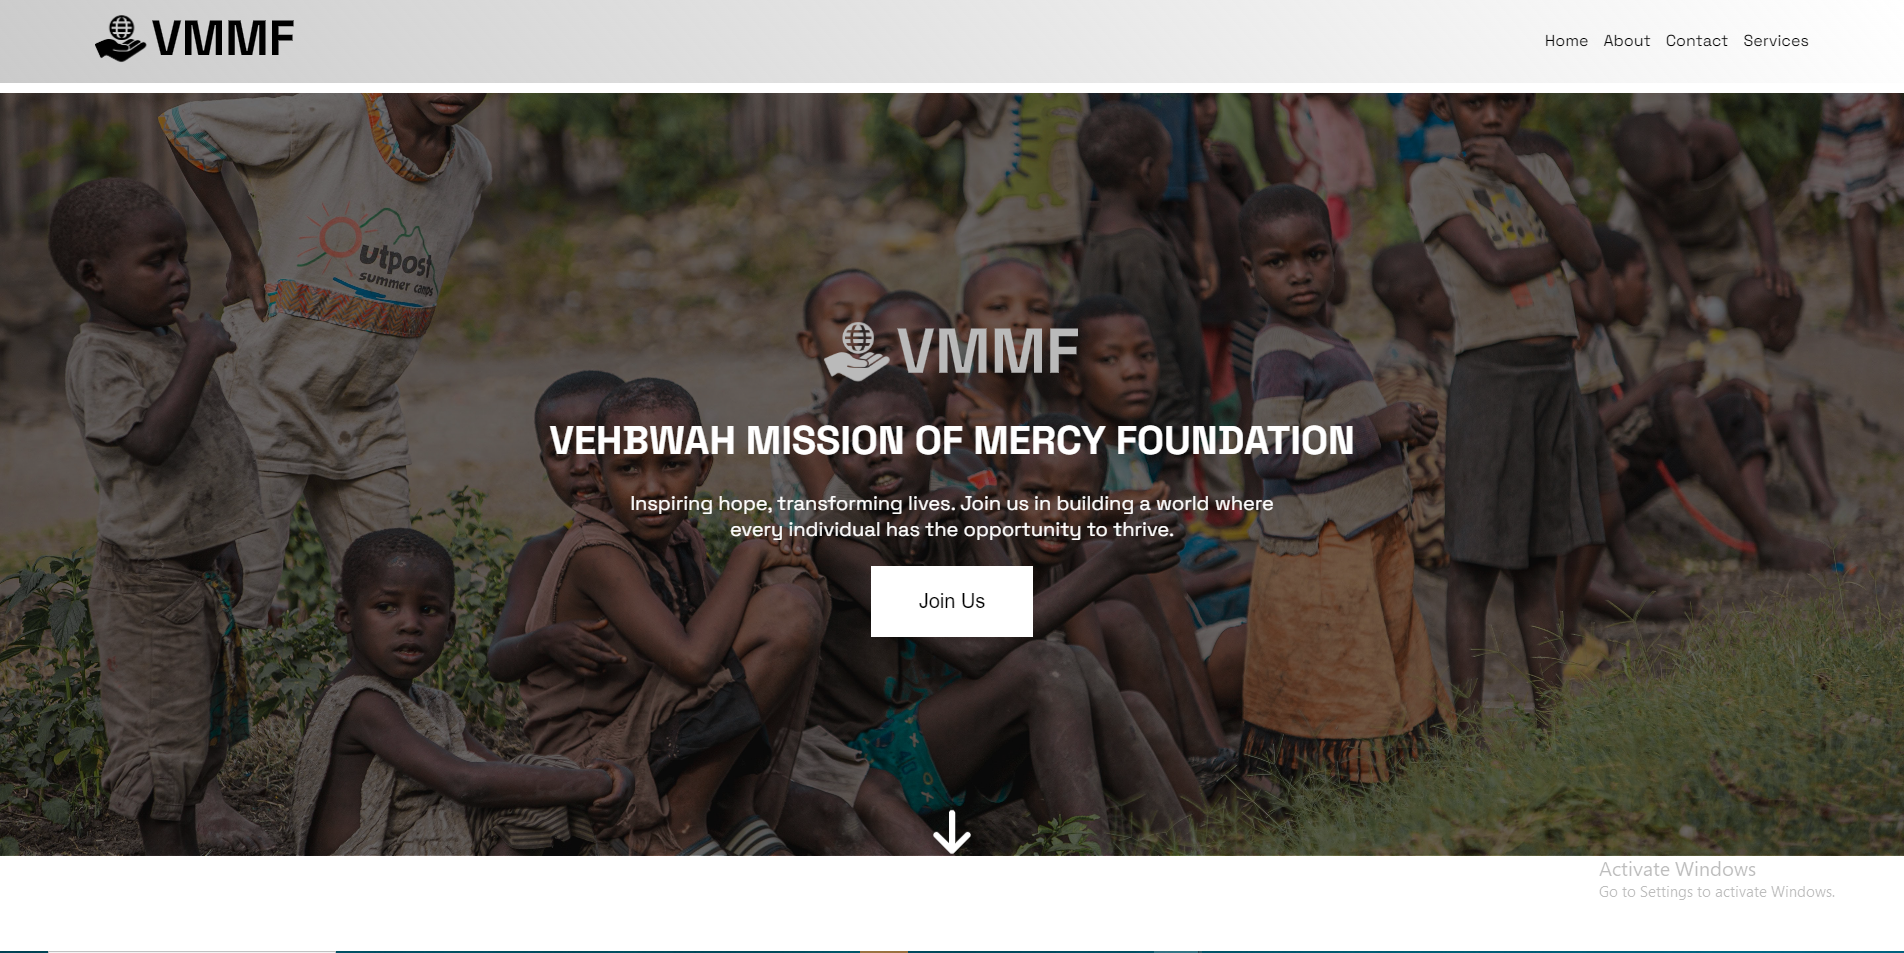 VMMF
Home About Contact Services
Outpost
summer camps
VMMF
VEHBWAH MISSION OF MERCY FOUNDATION
Inspiring hope, transforming lives. Join us in building a world where
every individual has the opportunity to thrive.
Join Us
Activate Windows
Go to Settings to activate Windows.